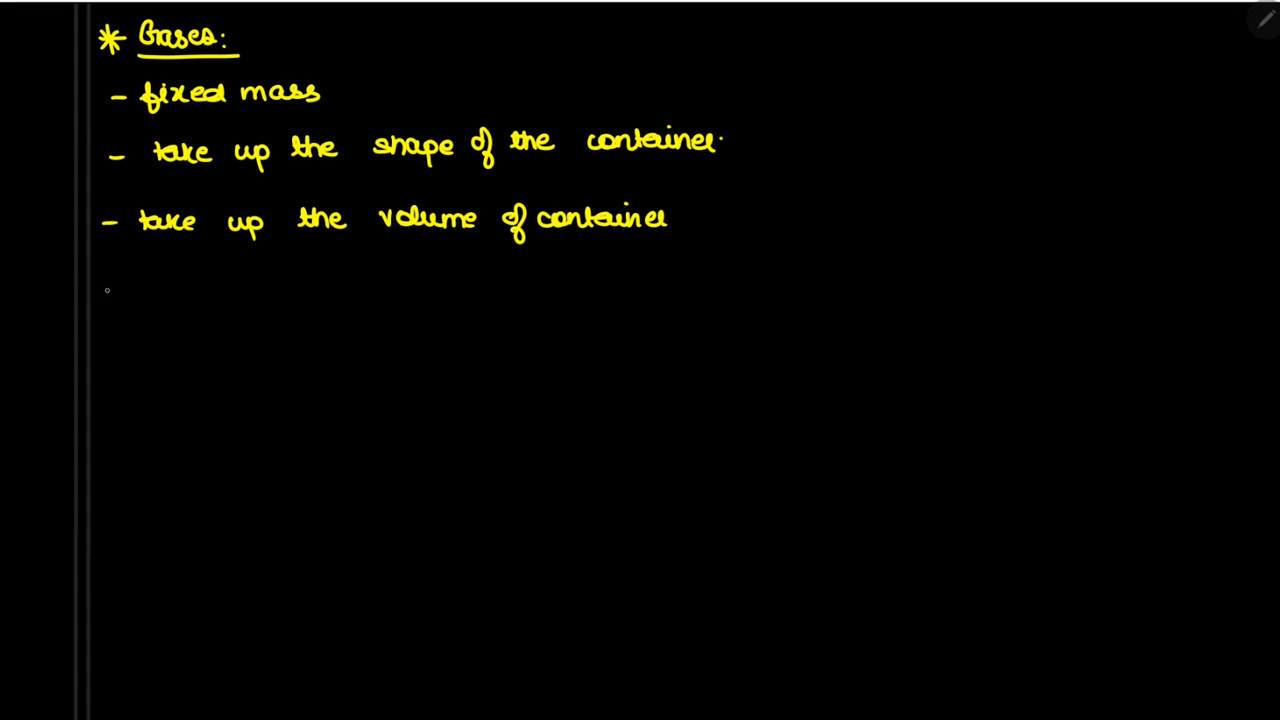 * Gases:
- fixed mass
- take up the shape of the container.
- take up the volume of container